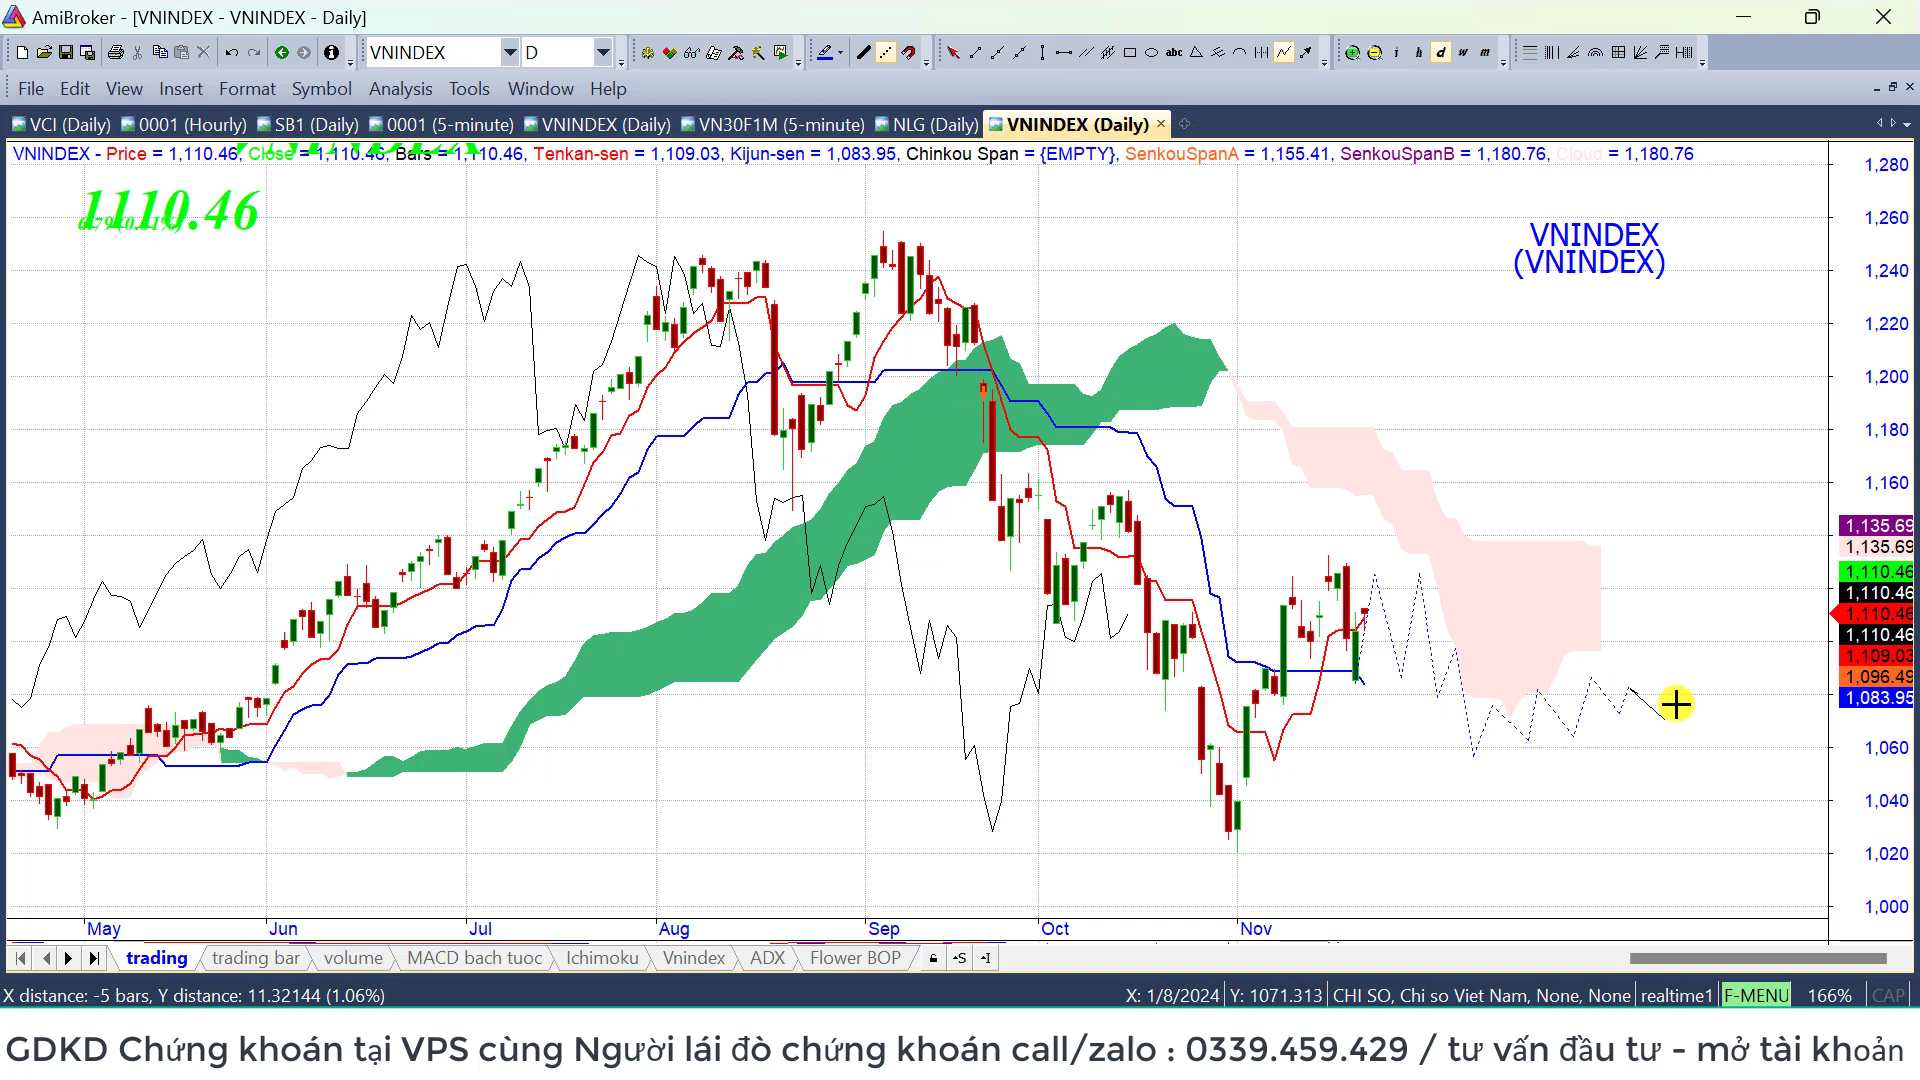 AmiBroker - [VNINDEX - VNINDEX - Daily]
VNINDEX D
File Edit View Insert Format Symbol Analysis Tools Window Help
VCI (Daily) 0001 (Hourly) SB1 (Daily) 0001 (5-minute) VNINDEX (Daily) VN30F1M (5-minute) NLG (Daily) VNINDEX (Daily)
VNINDEX - Price = 1,110.46, Close = 1,110.46, Bars = 1,110.46, Tenkan-sen = 1,109.03, Kijun-sen = 1,083.95, Chinkou Span = {EMPTY}, SenkouSpanA = 1,155.41, SenkouSpanB = 1,180.76, Cloud = 1,180.76
1110.46
VNINDEX
(VNINDEX)
1,280
1,260
1,240
1,220
1,200
1,180
1,160
1,135.69
1,135.69
1,110.46
1,110.46
1,110.46
1,110.46
1,109.03
1,096.49
1,083.95
1,060
1,040
1,020
1,000
May Jun Jul Aug Sep Oct Nov
trading trading bar volume MACD bach tuoc Ichimoku Vnindex ADX Flower BOP
X distance: -5 bars, Y distance: 11.32144 (1.06%) X: 1/8/2024 Y: 1071.313 CHI SO, Chi so Viet Nam, None, None realtime1 F-MENU 166% CAP
GDKD Chứng khoán tại VPS cùng Người lái đò chứng khoán call/zalo : 0339.459.429 / tư vấn đầu tư - mở tài khoản